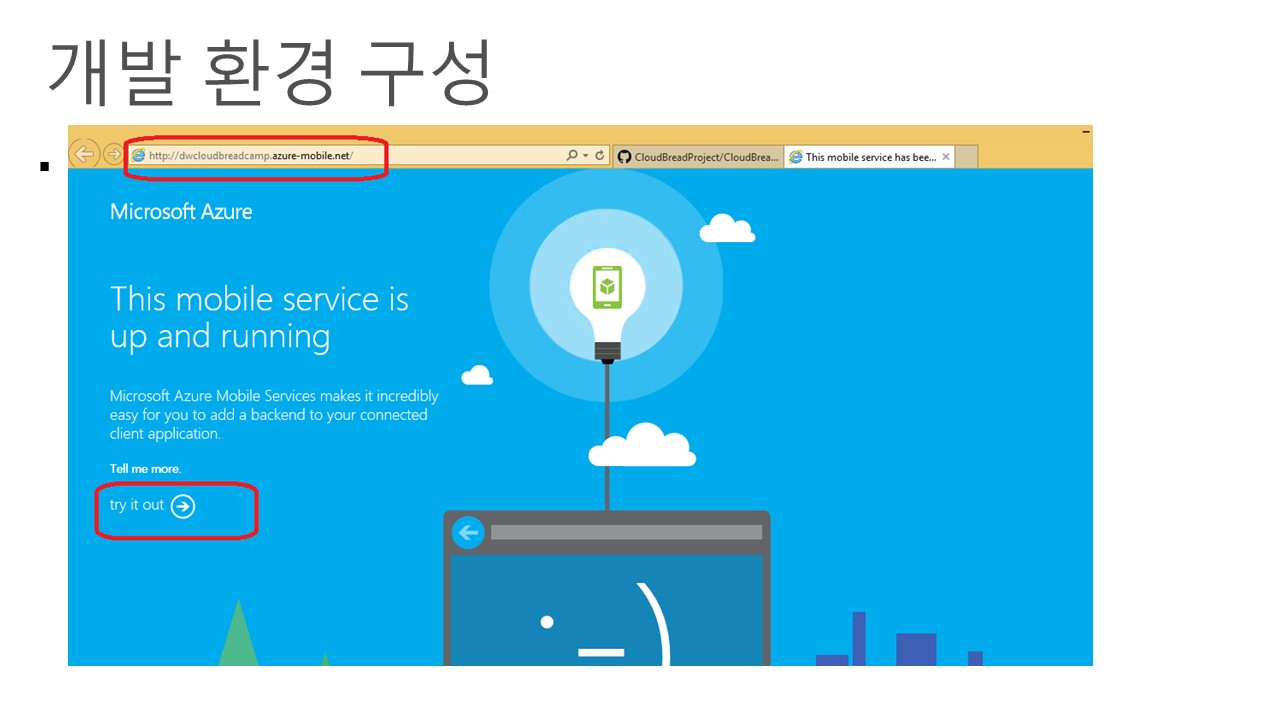 개발 환경 구성
http://dwcloudbreadcamp.azure-mobile.net/
CloudBreadProject/CloudBrea...
This mobile service has bee...
Microsoft Azure
This mobile service is
up and running
Microsoft Azure Mobile Services makes it incredibly
easy for you to add a backend to your connected
client application.
Tell me more.
try it out